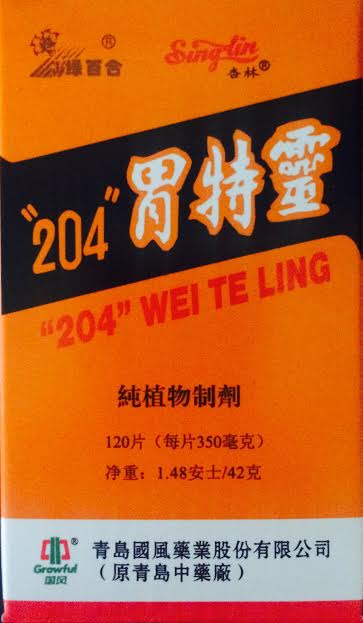 綠百合®
Singlin
杏林®
"204"胃特靈
"204" WEI TE LING
純植物制劑
120片（每片350毫克）
净重：1.48安士/42克
Growful®
国风
青島國風藥業股份有限公司
（原青島中藥廠）